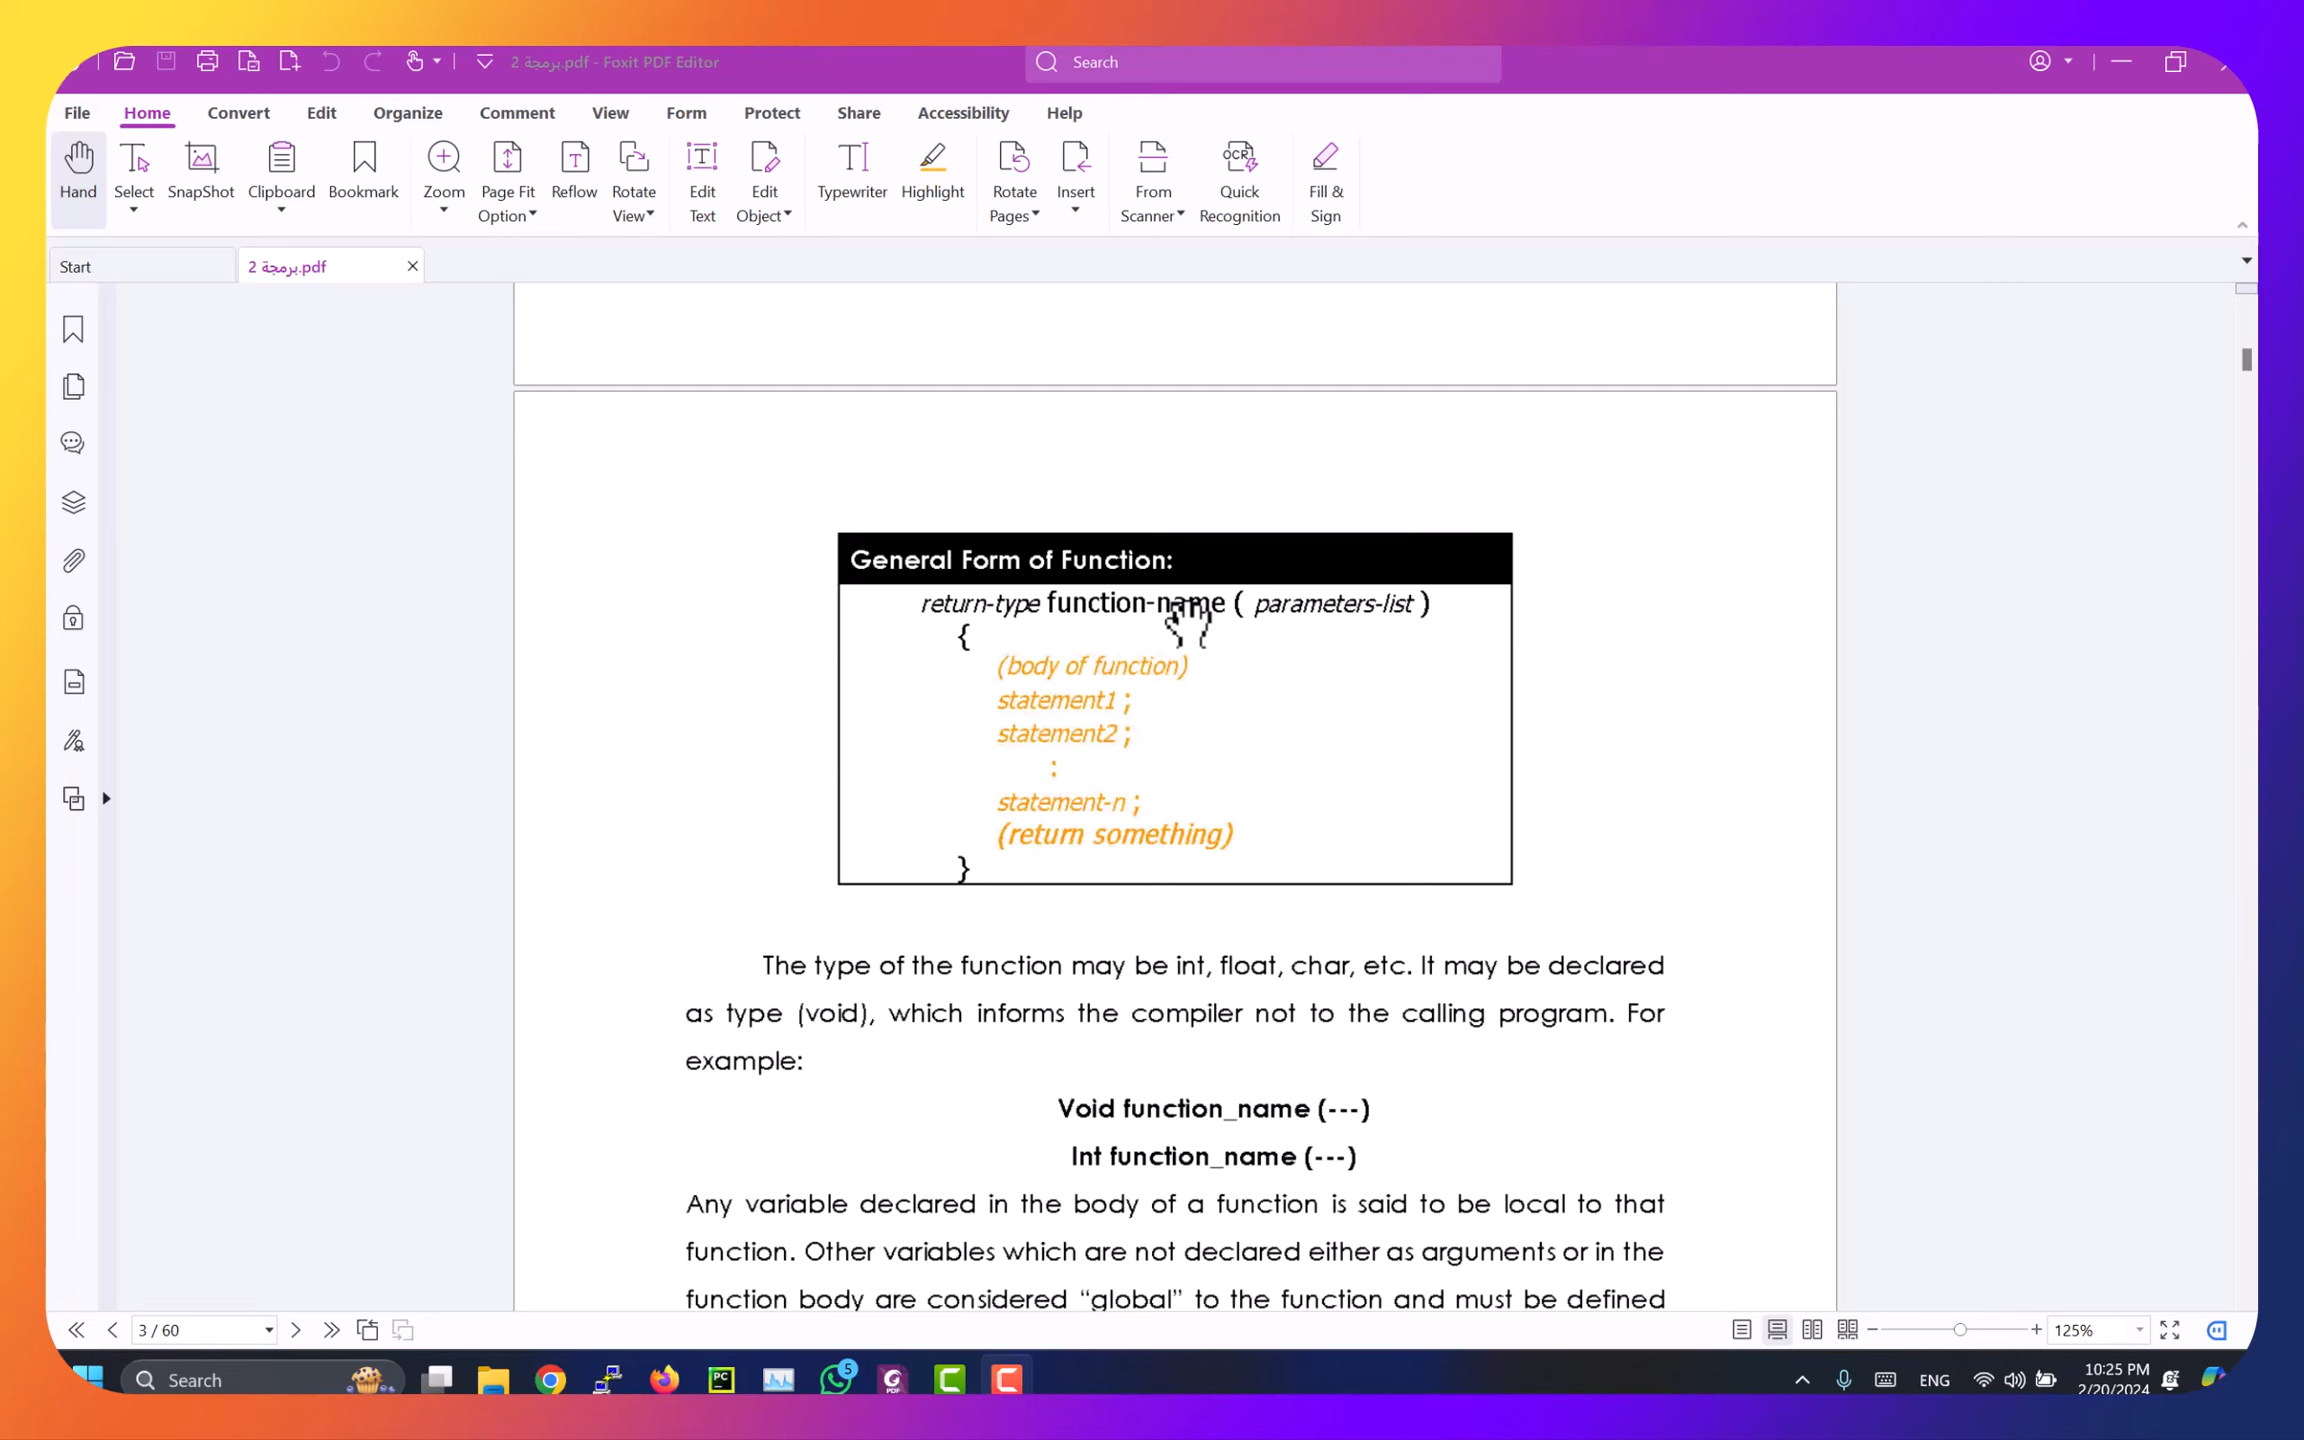 برمجة 2.pdf - Foxit PDF Editor
Search
File Home Convert Edit Organize Comment View Form Protect Share Accessibility Help
Hand Select SnapShot Clipboard Bookmark Zoom Page Fit Option Reflow Rotate View Edit Text Edit Object Typewriter Highlight Rotate Pages Insert From Scanner OCR Quick Recognition Fill & Sign
Start برمجة 2.pdf
General Form of Function:
return-type function-name ( parameters-list )
{
(body of function)
statement1 ;
statement2 ;
:
statement-n ;
(return something)
}
The type of the function may be int, float, char, etc. It may be declared
as type (void), which informs the compiler not to the calling program. For
example:
Void function_name (---)
Int function_name (---)
Any variable declared in the body of a function is said to be local to that
function. Other variables which are not declared either as arguments or in the
function body are considered “global” to the function and must be defined
3 / 60
125%
Search
PC
5
PDF
ENG
10:25 PM
2/20/2024